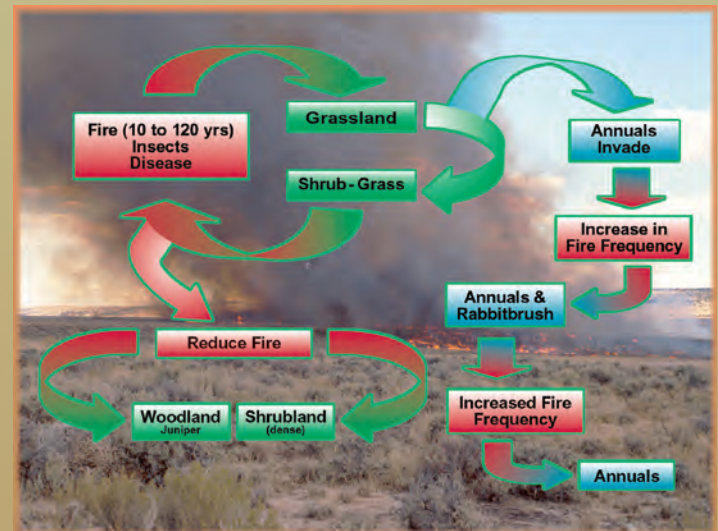 Fire (10 to 120 yrs)
Insects
Disease
Grassland
Shrub - Grass
Annuals
Invade
Increase in
Fire Frequency
Annuals &
Rabbitbrush
Reduce Fire
Woodland
Juniper
Shrubland
(dense)
Increased Fire
Frequency
Annuals